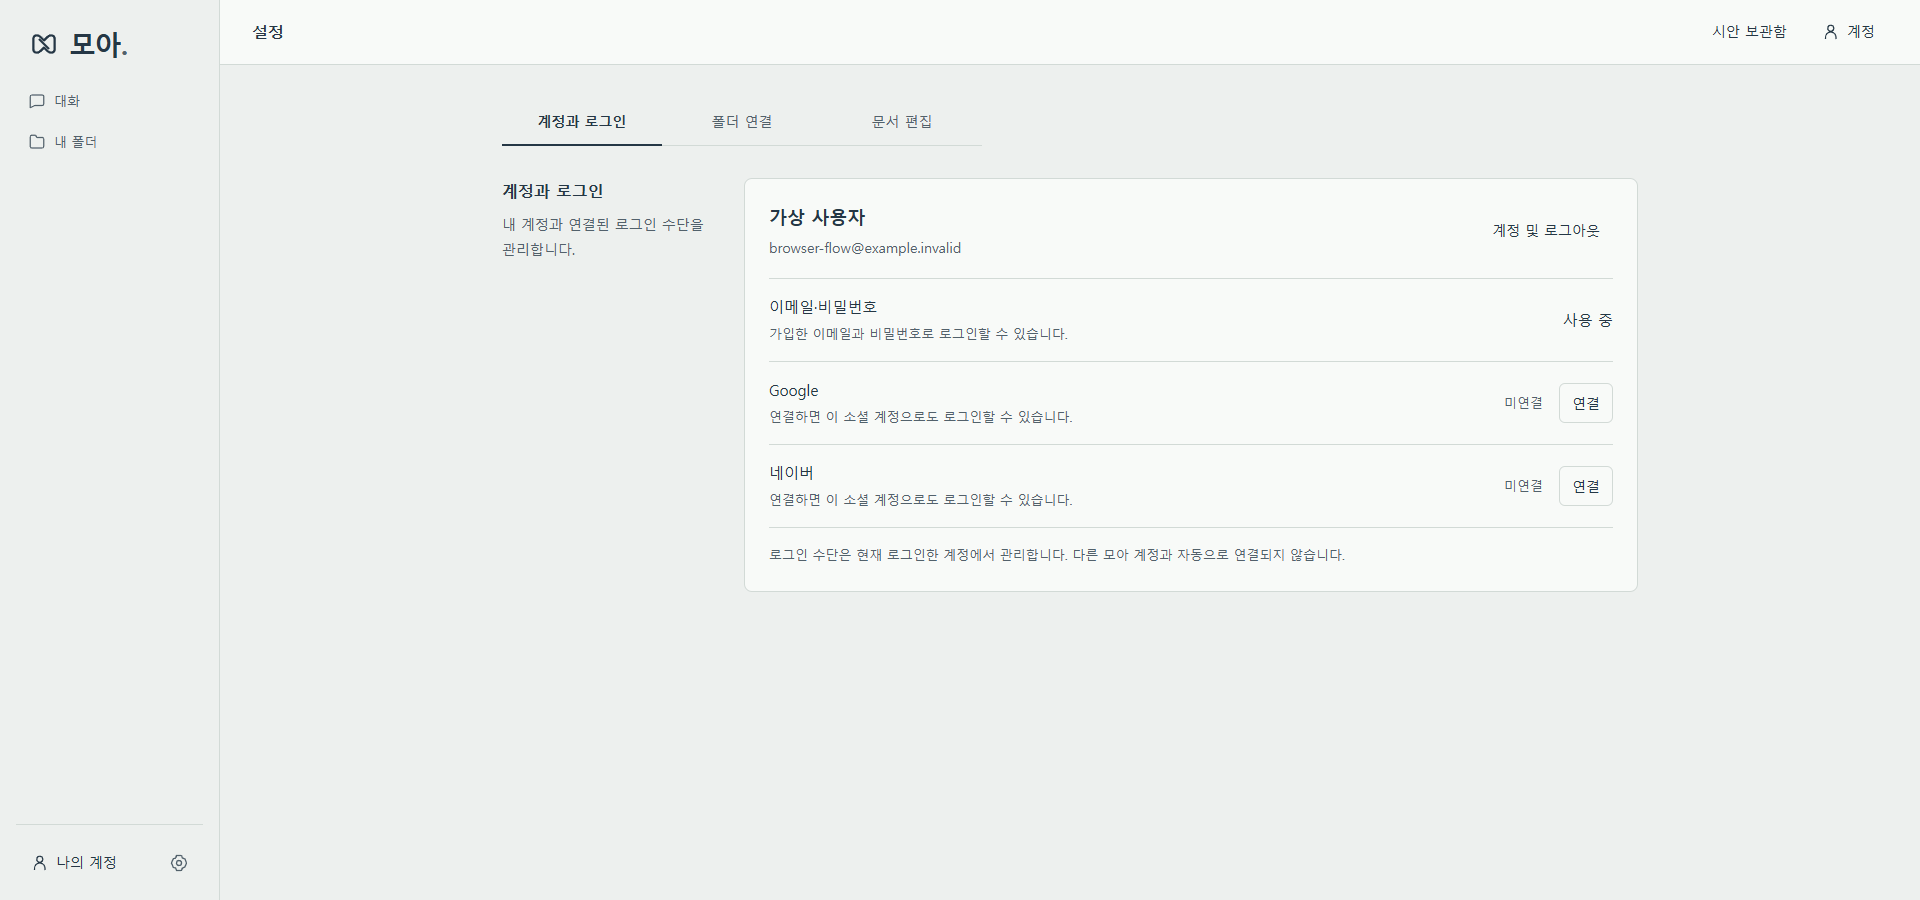 모아.
대화
내 폴더
나의 계정
설정
시안 보관함
계정
계정과 로그인
폴더 연결
문서 편집
계정과 로그인
내 계정과 연결된 로그인 수단을
관리합니다.
가상 사용자
browser-flow@example.invalid
계정 및 로그아웃
이메일·비밀번호
가입한 이메일과 비밀번호로 로그인할 수 있습니다.
사용 중
Google
연결하면 이 소셜 계정으로도 로그인할 수 있습니다.
미연결
연결
네이버
연결하면 이 소셜 계정으로도 로그인할 수 있습니다.
미연결
연결
로그인 수단은 현재 로그인한 계정에서 관리합니다. 다른 모아 계정과 자동으로 연결되지 않습니다.